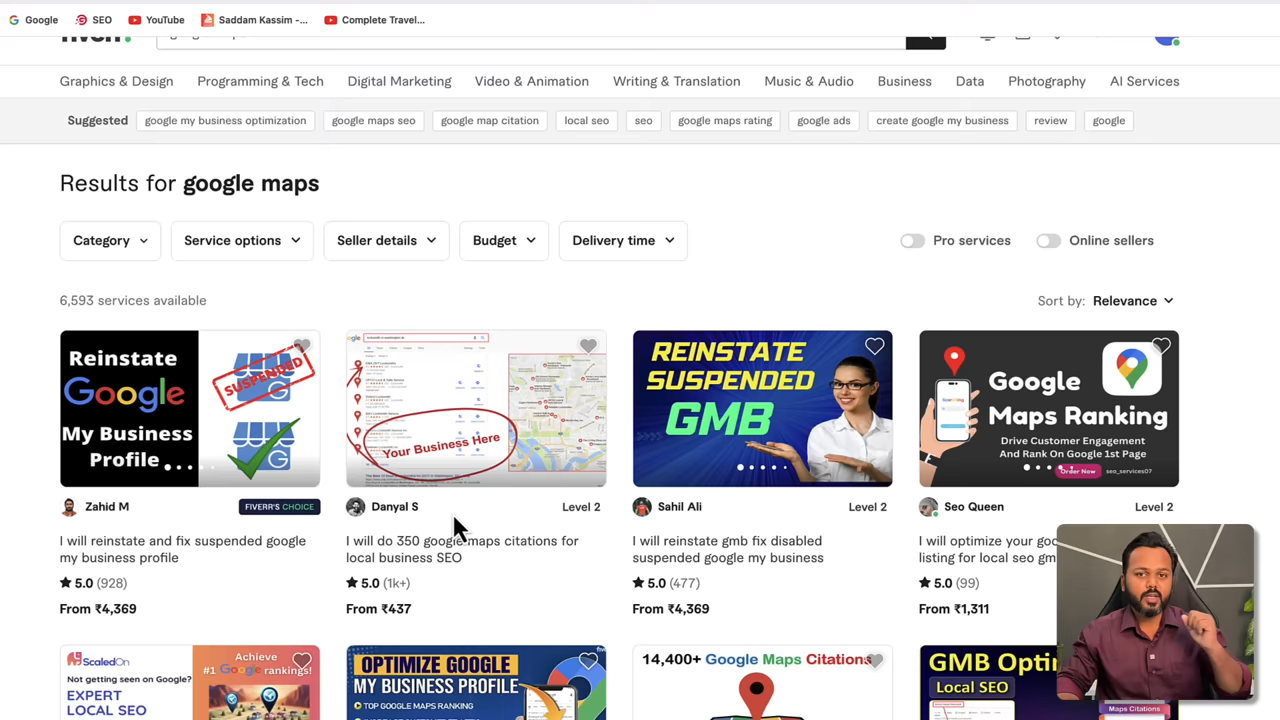 Google
SEO
YouTube
Saddam Kassim -...
Complete Travel...
Graphics & Design
Programming & Tech
Digital Marketing
Video & Animation
Writing & Translation
Music & Audio
Business
Data
Photography
AI Services
Suggested
google my business optimization
google maps seo
google map citation
local seo
seo
google maps rating
google ads
create google my business
review
google
Results for google maps
Category
Service options
Seller details
Budget
Delivery time
Pro services
Online sellers
6,593 services available
Sort by: Relevance
Reinstate
Google
My Business
Profile
SUSPENDED
Your Business Here
REINSTATE
SUSPENDED
GMB
Google
Maps Ranking
Drive Customer Engagement
And Rank On Google 1st Page
Order Now
seo_services07
Zahid M
FIVERR'S CHOICE
Danyal S
Level 2
Sahil Ali
Level 2
Seo Queen
Level 2
I will reinstate and fix suspended google
my business profile
5.0 (928)
From ₹4,369
I will do 350 google maps citations for
local business SEO
5.0 (1k+)
From ₹437
I will reinstate gmb fix disabled
suspended google my business
5.0 (477)
From ₹4,369
I will optimize your
listing for local seo
5.0 (99)
From ₹1,311
ScaledOn
Not getting seen on Google?
EXPERT
LOCAL SEO
Achieve
#1 Google rankings!
OPTIMIZE GOOGLE
MY BUSINESS PROFILE
TOP GOOGLE MAPS
14,400+ Google Maps Citations
GMB
Local SEO
Maps Citations